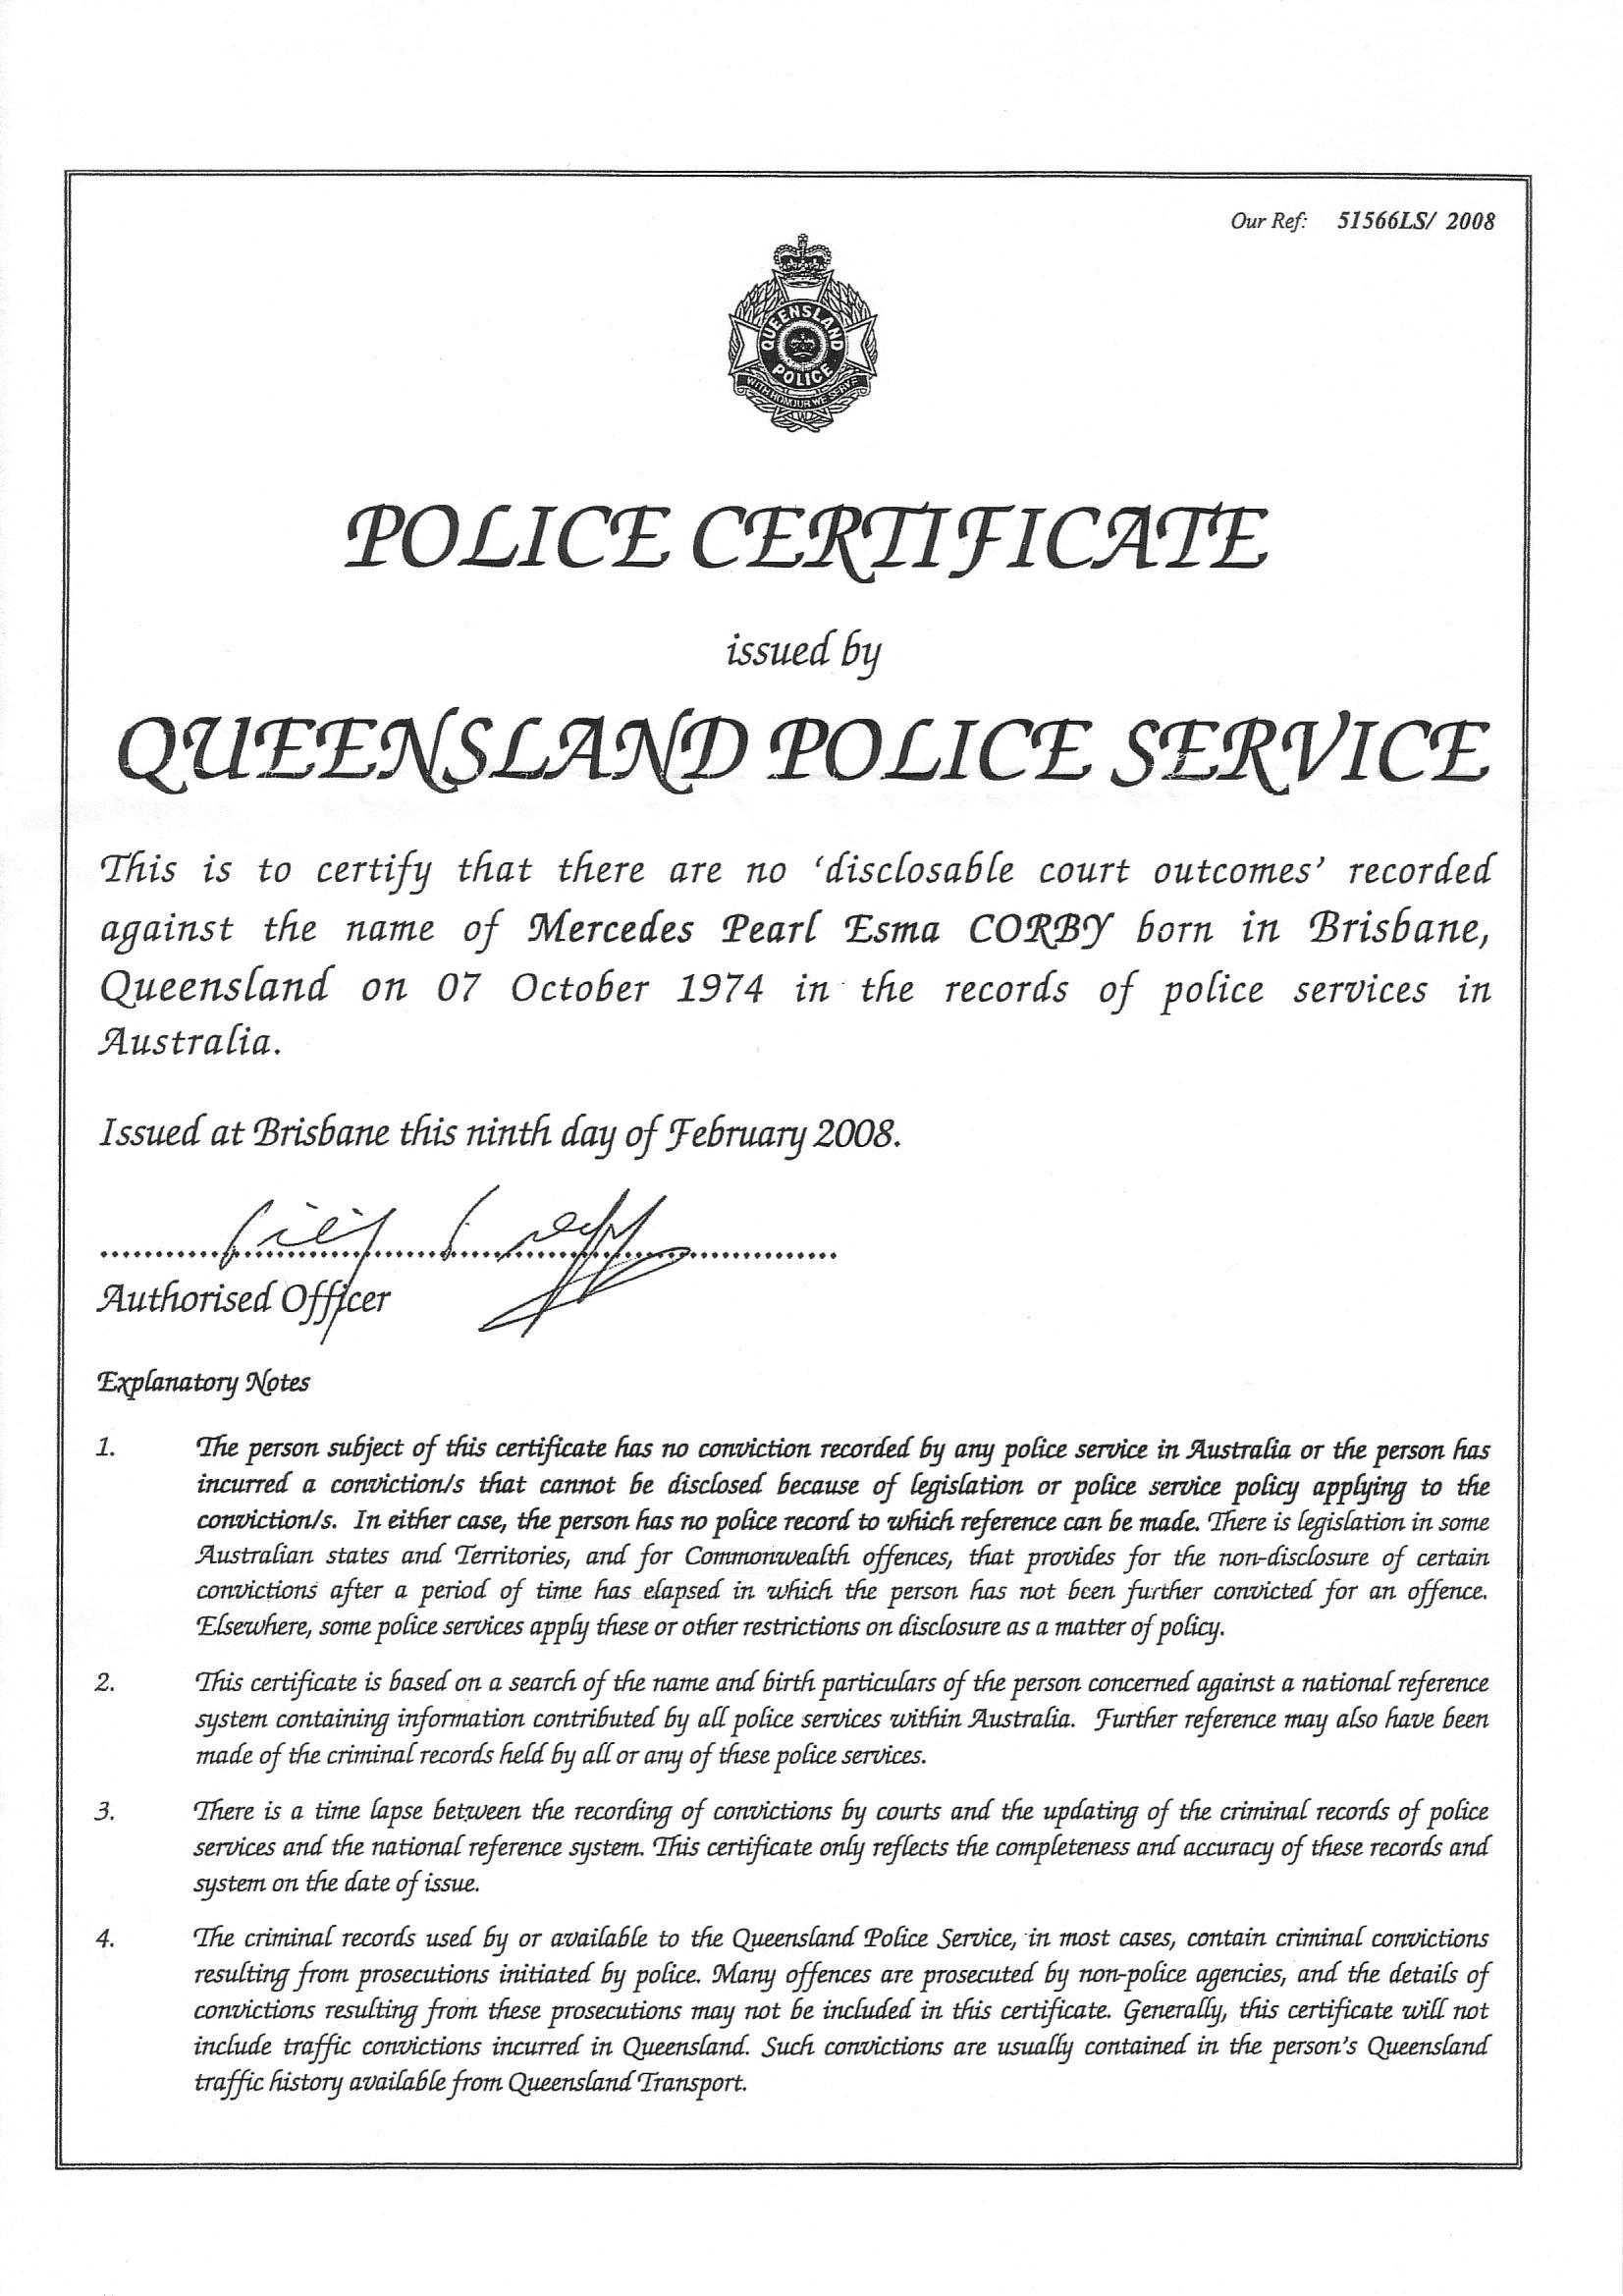 Our Ref: 51566LS/ 2008
QUEENSLAND
POLICE
WITH HONOUR WE SERVE
POLICE CERTIFICATE
issued by
QUEENSLAND POLICE SERVICE
This is to certify that there are no ‘disclosable court outcomes’ recorded
against the name of Mercedes Pearl Esma CORBY born in Brisbane,
Queensland on 07 October 1974 in the records of police services in
Australia.
Issued at Brisbane this ninth day of February 2008.
Authorised Officer
Explanatory Notes
1. The person subject of this certificate has no conviction recorded by any police service in Australia or the person has
incurred a conviction/s that cannot be disclosed because of legislation or police service policy applying to the
conviction/s. In either case, the person has no police record to which reference can be made. There is legislation in some
Australian states and Territories, and for Commonwealth offences, that provides for the non-disclosure of certain
convictions after a period of time has elapsed in which the person has not been further convicted for an offence.
Elsewhere, some police services apply these or other restrictions on disclosure as a matter of policy.
2. This certificate is based on a search of the name and birth particulars of the person concerned against a national reference
system containing information contributed by all police services within Australia. Further reference may also have been
made of the criminal records held by all or any of these police services.
3. There is a time lapse between the recording of convictions by courts and the updating of the criminal records of police
services and the national reference system. This certificate only reflects the completeness and accuracy of these records and
system on the date of issue.
4. The criminal records used by or available to the Queensland Police Service, in most cases, contain criminal convictions
resulting from prosecutions initiated by police. Many offences are prosecuted by non-police agencies, and the details of
convictions resulting from these prosecutions may not be included in this certificate. Generally, this certificate will not
include traffic convictions incurred in Queensland. Such convictions are usually contained in the person's Queensland
traffic history available from Queensland Transport.